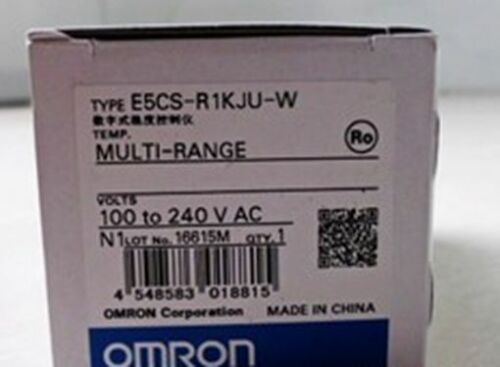 TYPE E5CS-R1KJU-W
数字式温度控制仪
TEMP.
MULTI-RANGE
Ro
VOLTS
100 to 240 V AC
N1 LOT No. 16615M QTY. 1
4 548583 018815
OMRON Corporation MADE IN CHINA
OMRON